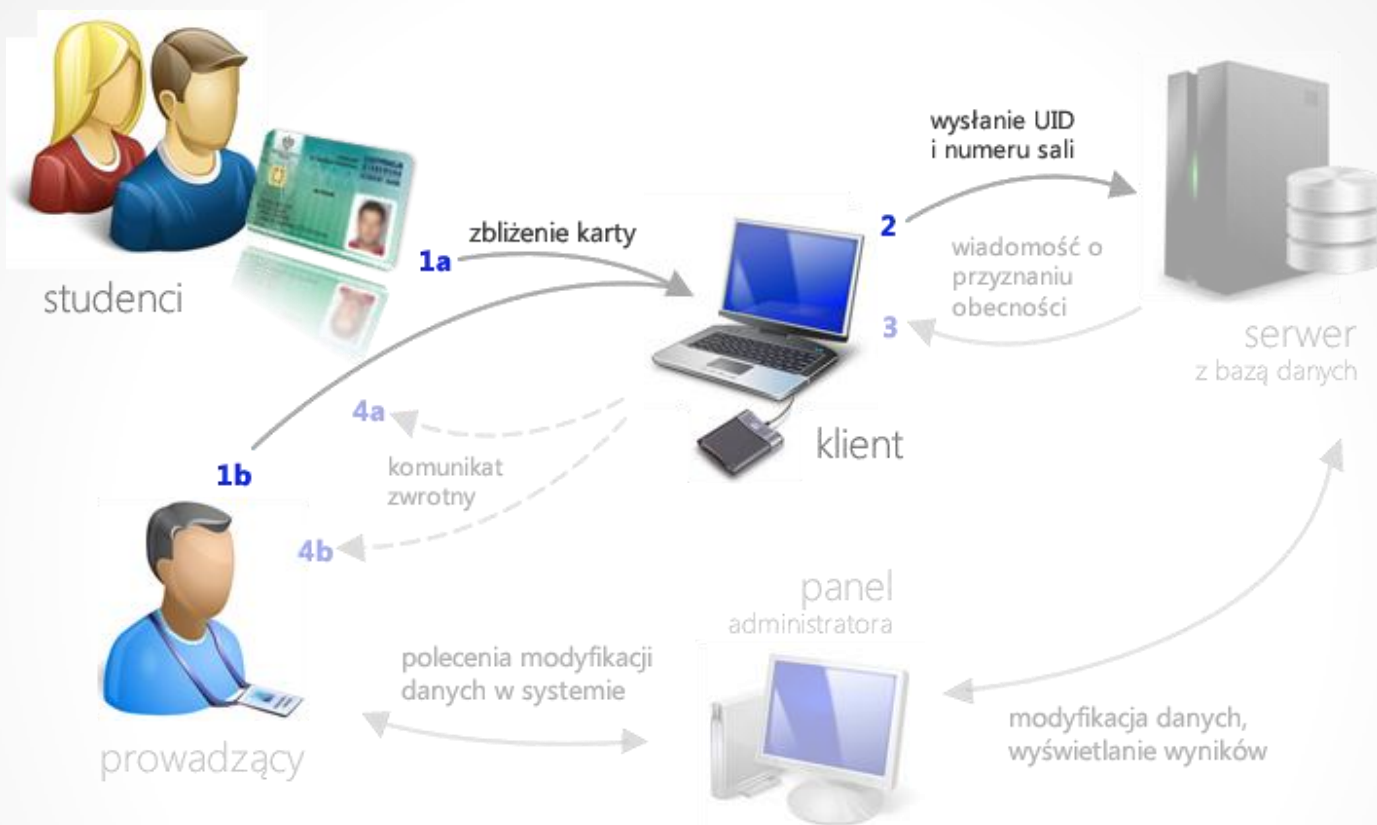 studenci
1a
zbliżenie karty
2
wysłanie UID
i numeru sali
wiadomość o
przyznaniu
obecności
3
serwer
z bazą danych
klient
4a
komunikat
zwrotny
1b
4b
prowadzący
polecenia modyfikacji
danych w systemie
panel
administratora
modyfikacja danych,
wyświetlanie wyników